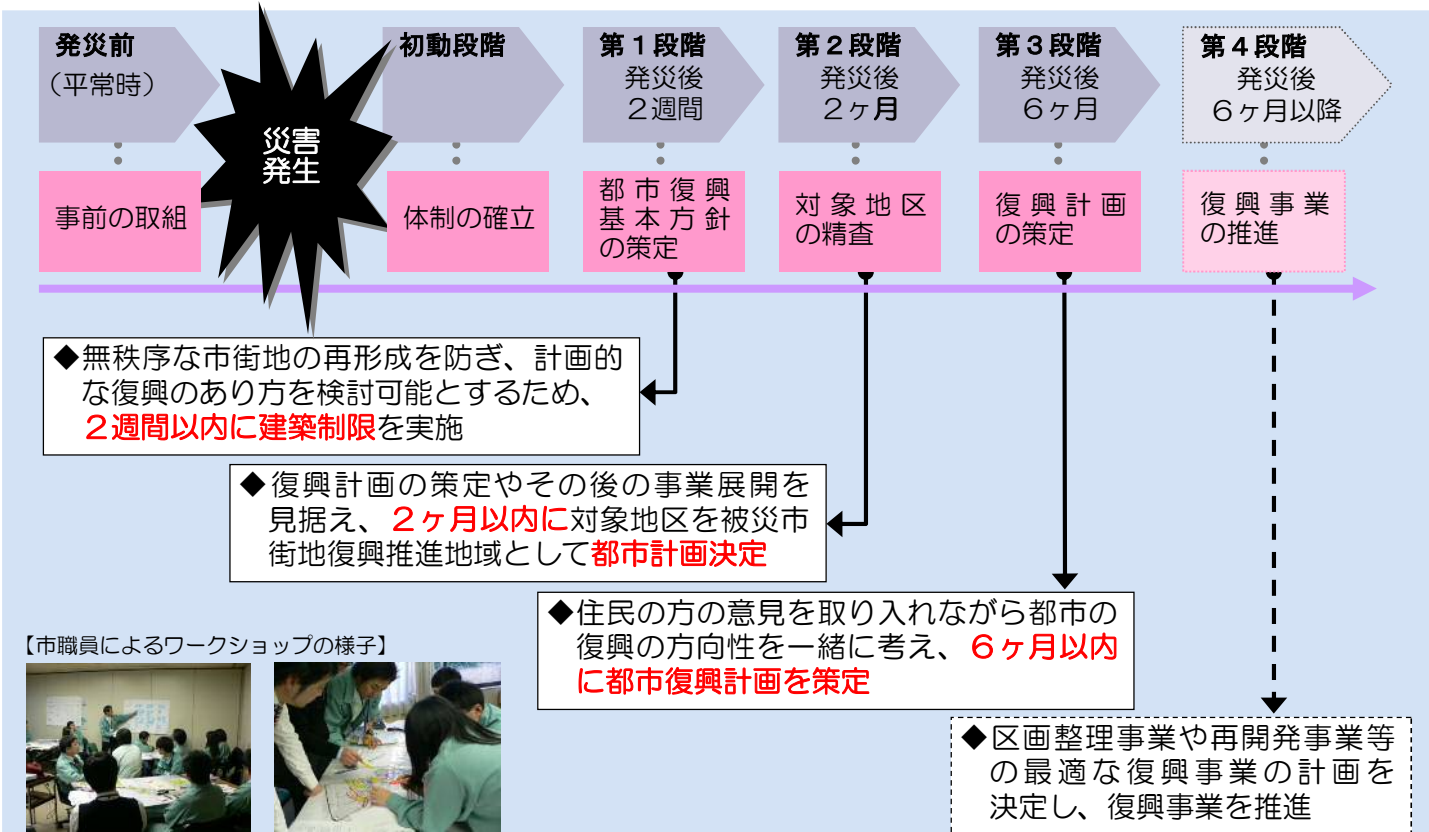 発災前
（平常時）
災害
発生
初動段階
第１段階
発災後
２週間
第２段階
発災後
２ヶ月
第３段階
発災後
６ヶ月
第４段階
発災後
６ヶ月以降
事前の取組
体制の確立
都市復興
基本方針
の策定
対象地区
の精査
復興計画
の策定
復興事業
の推進
◆無秩序な市街地の再形成を防ぎ、計画的
な復興のあり方を検討可能とするため、
２週間以内に建築制限を実施
◆復興計画の策定やその後の事業展開を
見据え、２ヶ月以内に対象地区を被災市
街地復興推進地域として都市計画決定
◆住民の方の意見を取り入れながら都市の
復興の方向性を一緒に考え、６ヶ月以内
に都市復興計画を策定
【市職員によるワークショップの様子】
◆区画整理事業や再開発事業等
の最適な復興事業の計画を
決定し、復興事業を推進